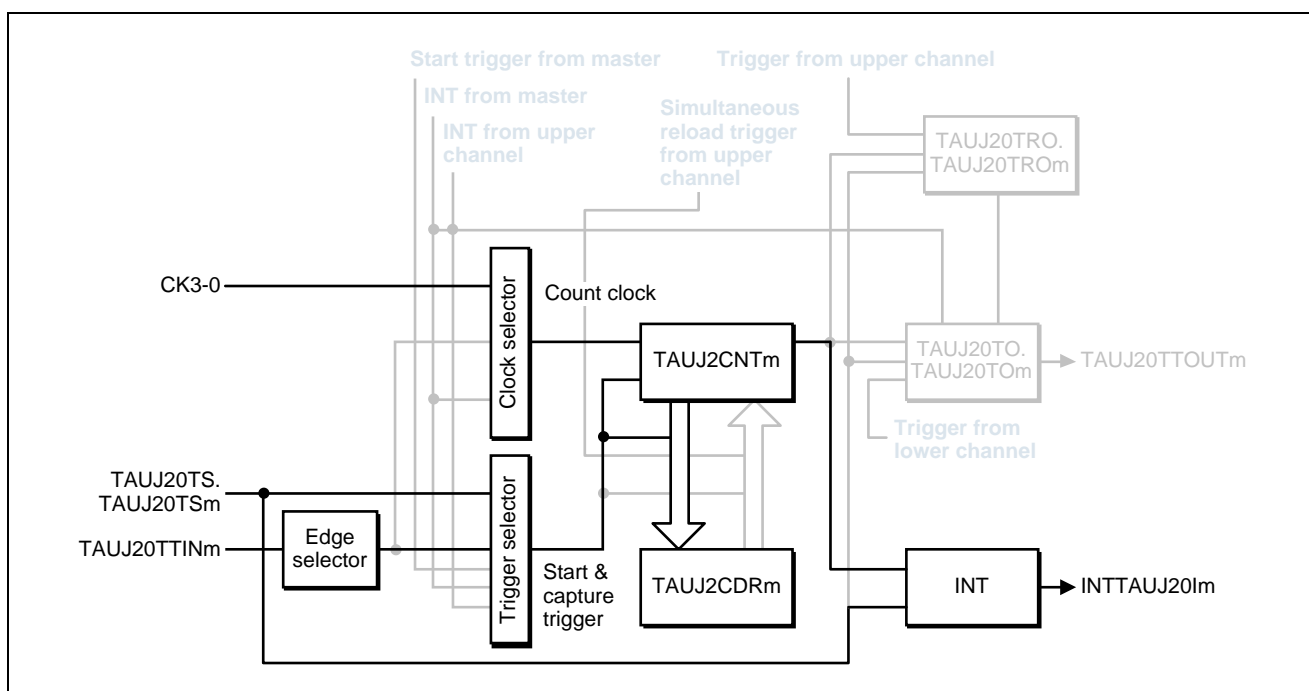 Start trigger from master
Trigger from upper channel
INT from master
INT from upper
channel
Simultaneous
reload trigger
from upper
channel
TAUJ20TRO.
TAUJ20TROm
CK3-0
Clock selector
Count clock
TAUJ2CNTm
TAUJ20TO.
TAUJ20TOm
TAUJ20TTOUTm
Trigger from
lower channel
TAUJ20TS.
TAUJ20TSm
TAUJ20TTINm
Edge
selector
Trigger selector
Start &
capture
trigger
TAUJ2CDRm
INT
INTTAUJ20Im